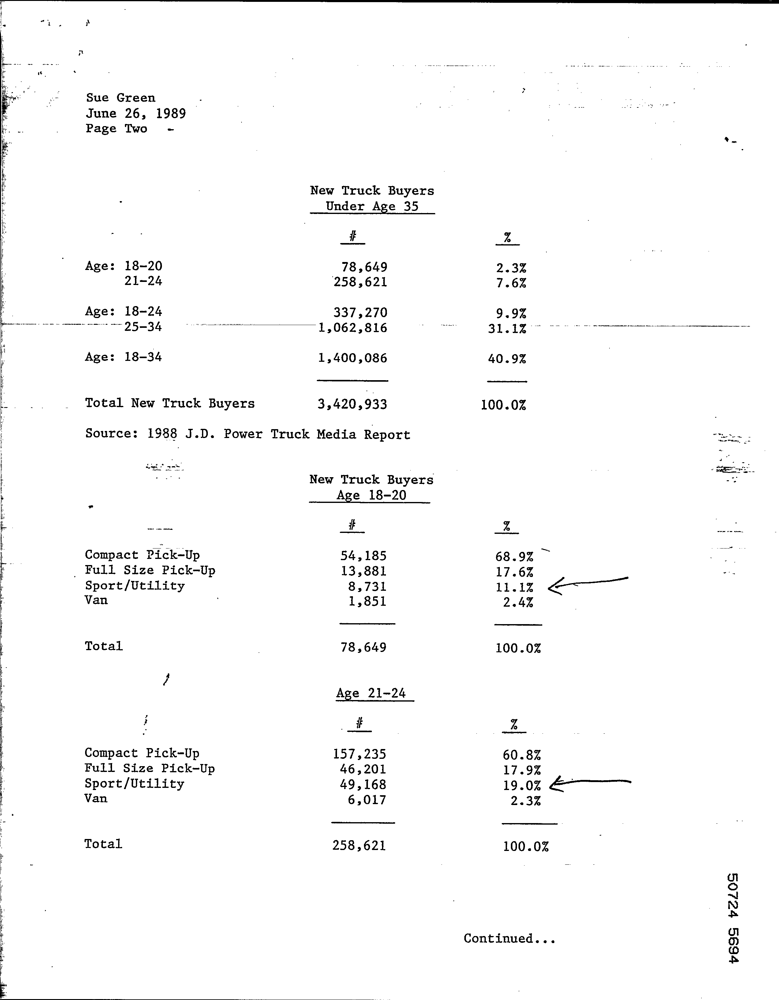 Sue Green
June 26, 1989
Page Two -
New Truck Buyers
Under Age 35
# %
Age: 18-20 78,649 2.3%
21-24 258,621 7.6%
Age: 18-24 337,270 9.9%
25-34 1,062,816 31.1%
Age: 18-34 1,400,086 40.9%
Total New Truck Buyers 3,420,933 100.0%
Source: 1988 J.D. Power Truck Media Report
New Truck Buyers
Age 18-20
# %
Compact Pick-Up 54,185 68.9%
Full Size Pick-Up 13,881 17.6%
Sport/Utility 8,731 11.1%
Van 1,851 2.4%
Total 78,649 100.0%
Age 21-24
# %
Compact Pick-Up 157,235 60.8%
Full Size Pick-Up 46,201 17.9%
Sport/Utility 49,168 19.0%
Van 6,017 2.3%
Total 258,621 100.0%
Continued...
50724 5694